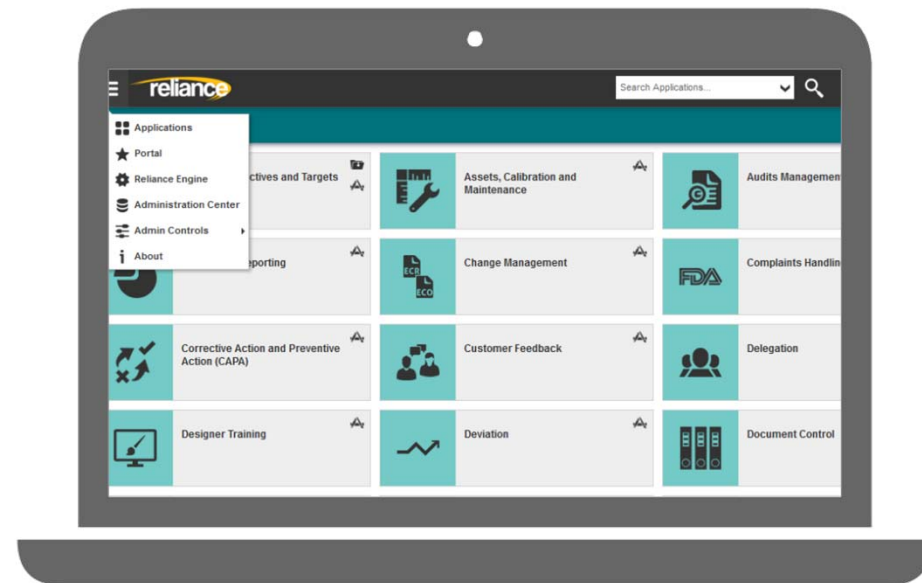 reliance
Search Applications...
Applications
Portal
Reliance Engine
Administration Center
Admin Controls
About
ctives and Targets
Assets, Calibration and
Maintenance
Audits Managemen
eporting
ECR
ECO
Change Management
FDA
Complaints Handlin
Corrective Action and Preventive
Action (CAPA)
Customer Feedback
Delegation
Designer Training
Deviation
Document Control